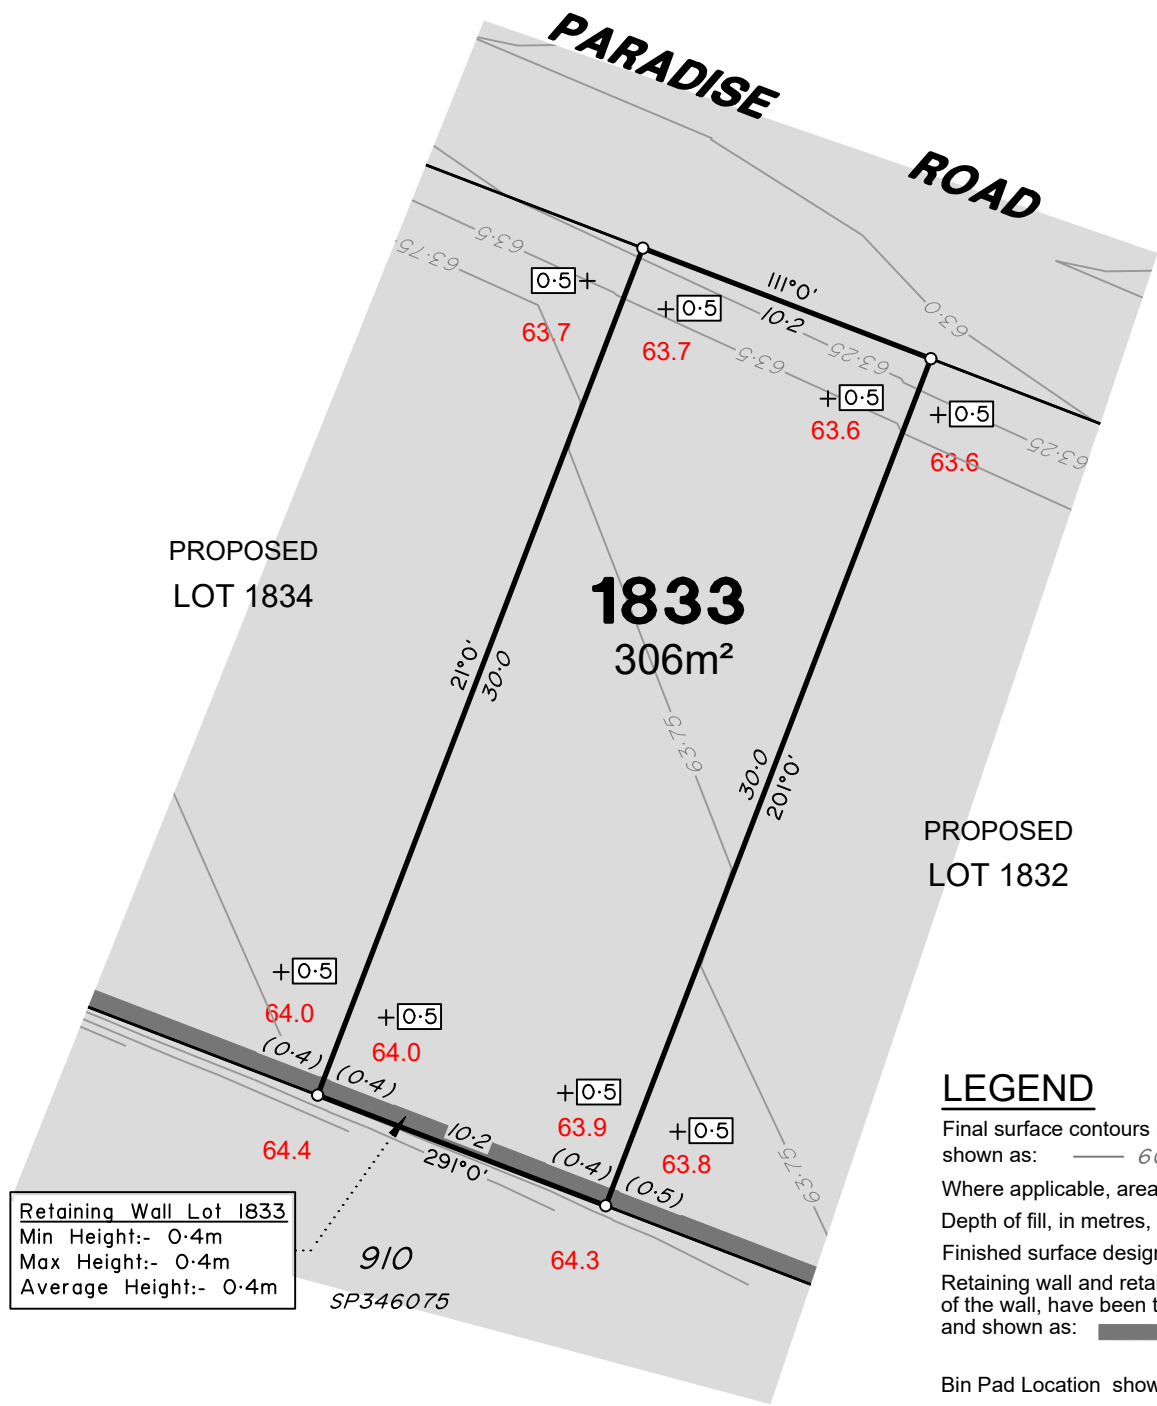 PARADISE ROAD
63·5
63·75
0·5
63.7
0·5
63.7
111°0'
10·2
63·25
63·5
63·0
0·5
63.6
0·5
63.6
63·25
PROPOSED
LOT 1834
1833
306m²
21°0'
30·0
63·75
30·0
201°0'
PROPOSED
LOT 1832
0·5
64.0
0·5
64.0
(0·4)
(0·4)
0·5
63.9
0·5
63.8
(0·4)
(0·5)
10·2
291°0'
63·75
64.4
64.3
Retaining Wall Lot 1833
Min Height:- 0·4m
Max Height:- 0·4m
Average Height:- 0·4m
910
SP346075
LEGEND
Final surface contours
shown as:
Where applicable, area
Depth of fill, in metres,
Finished surface design
Retaining wall and retai
of the wall, have been t
and shown as:
Bin Pad Location show